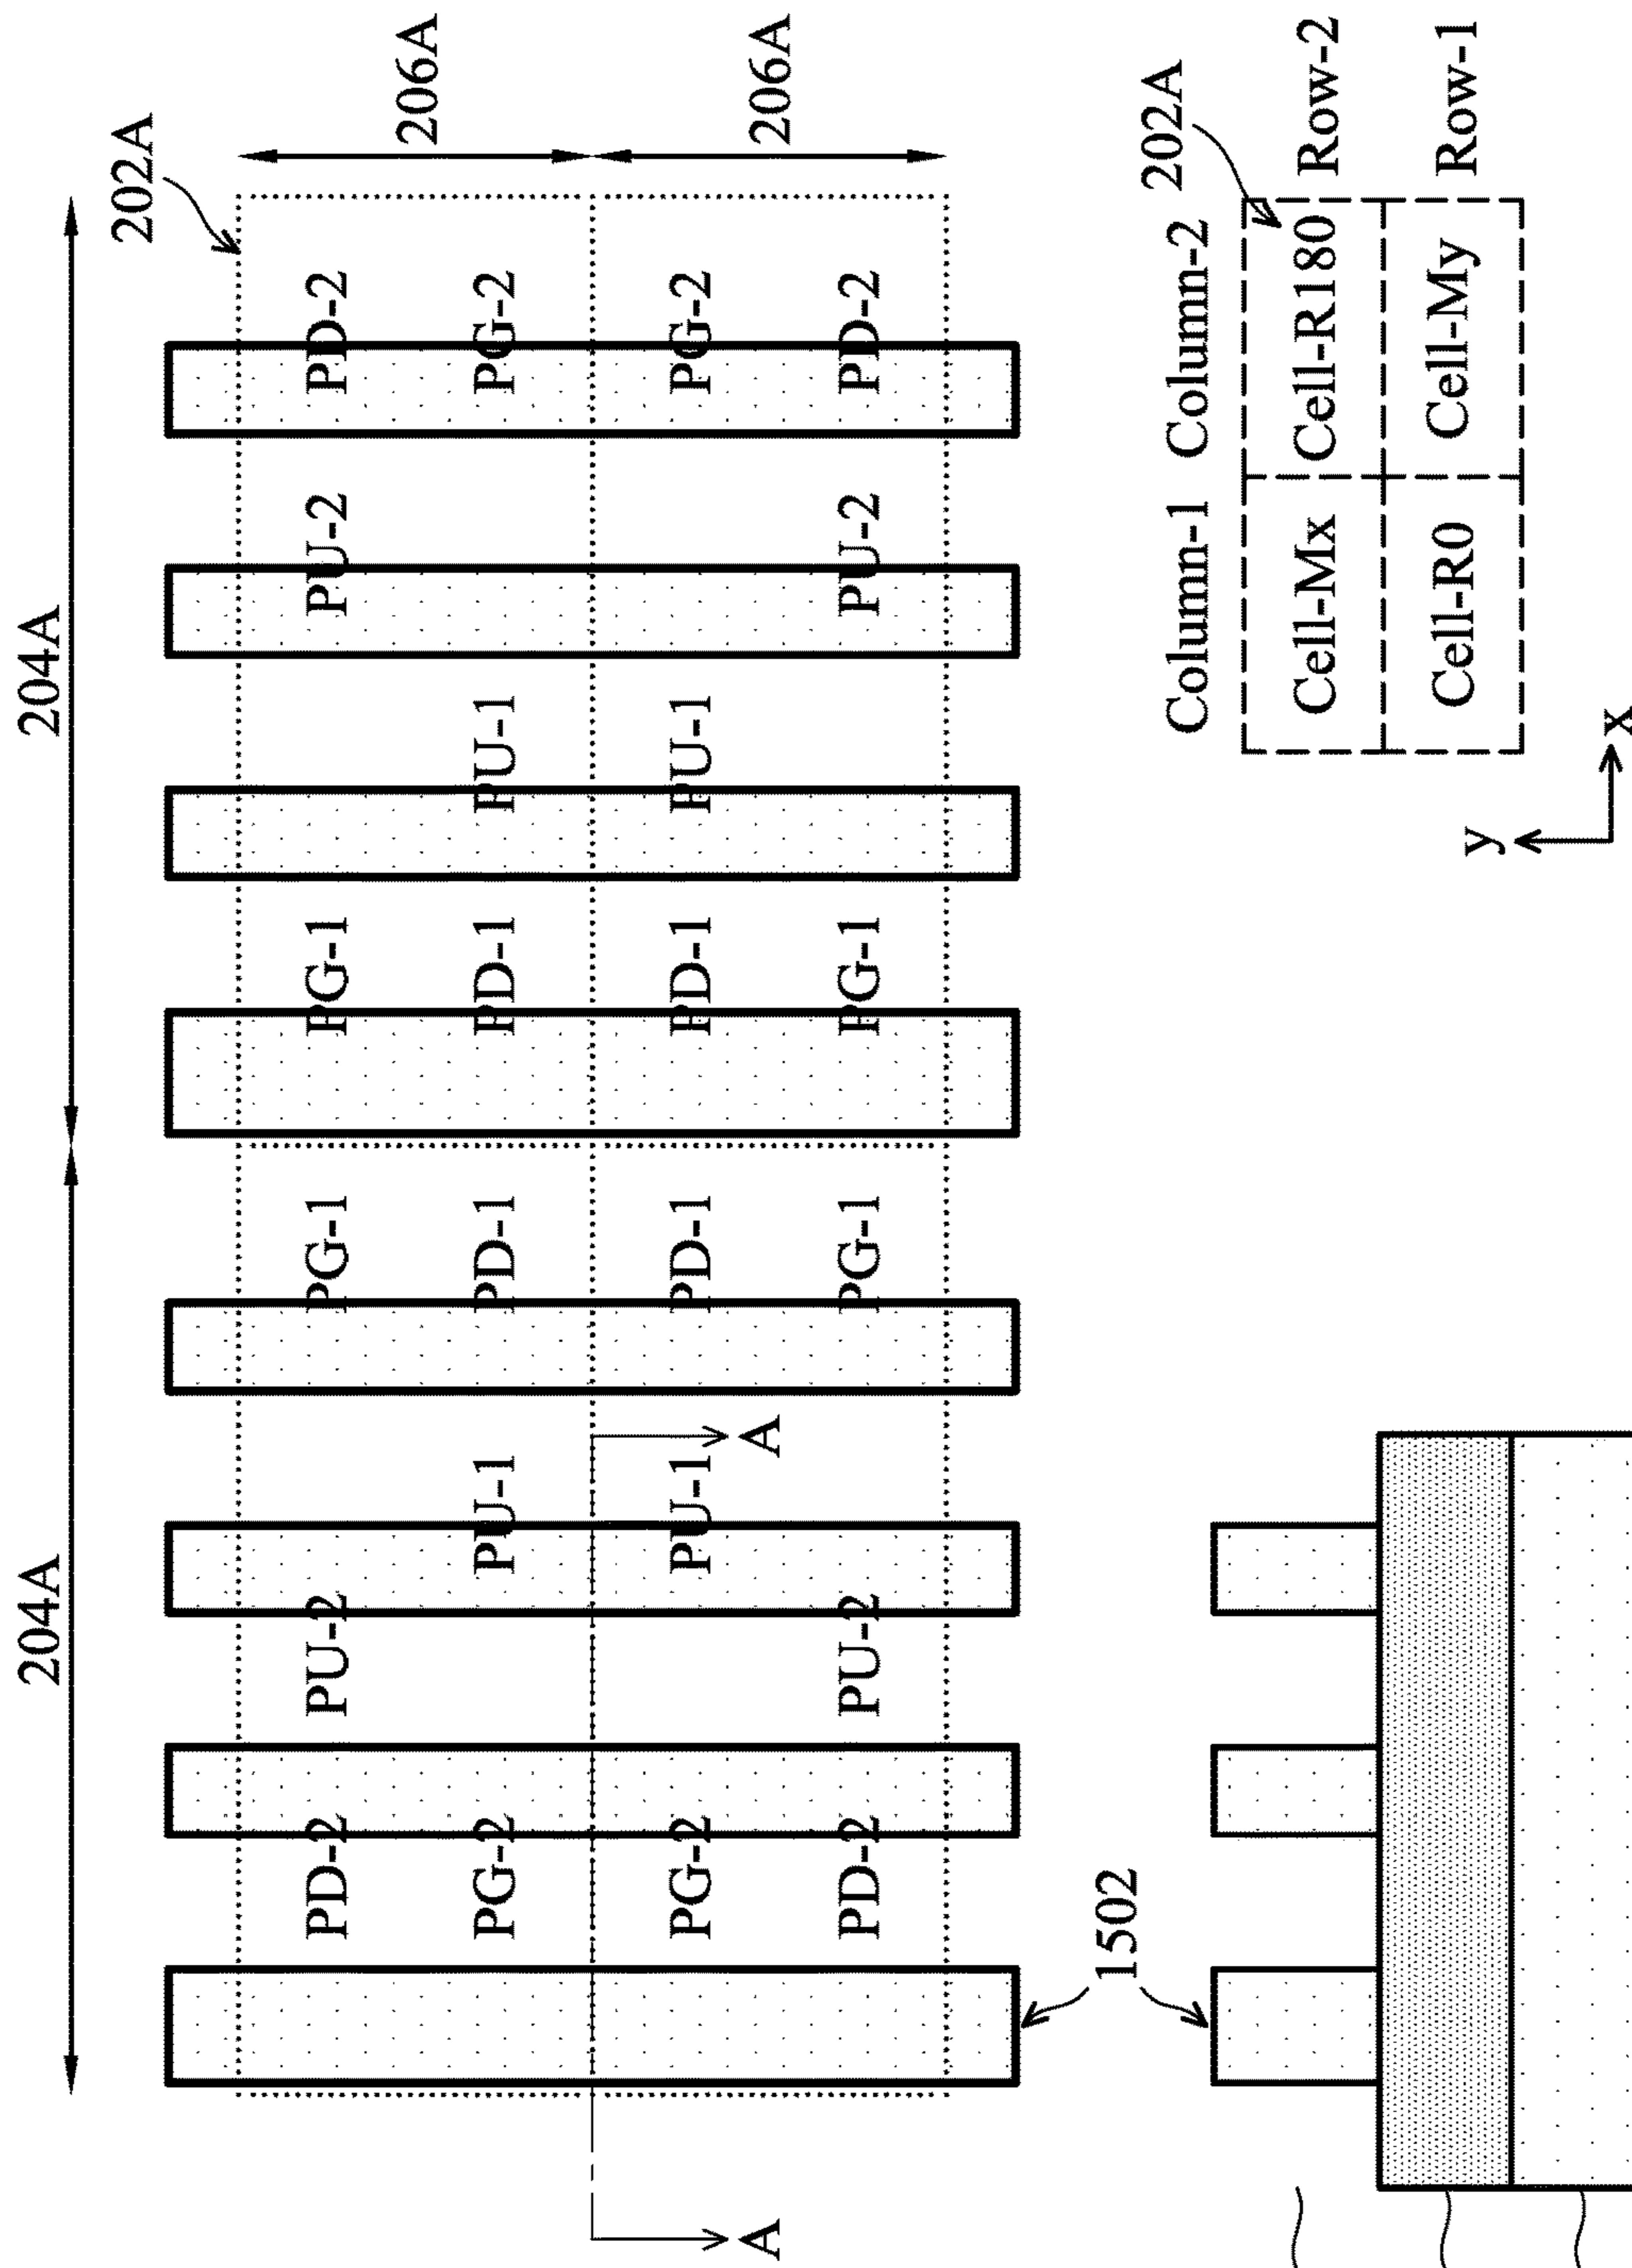 204A 204A
202A
PD-2 PU-2 PG-1 PG-1 PU-2 PD-2
206A
PG-2 PU-1 PD-1 PD-1 PU-1 PG-2
PG-2 PU-1 PD-1 PD-1 PU-1 PG-2
A A 206A
PD-2 PU-2 PG-1 PG-1 PU-2 PD-2
1502
Column-1 Column-2 202A
Cell-Mx Cell-R180 Row-2
Cell-R0 Cell-My Row-1
y
x